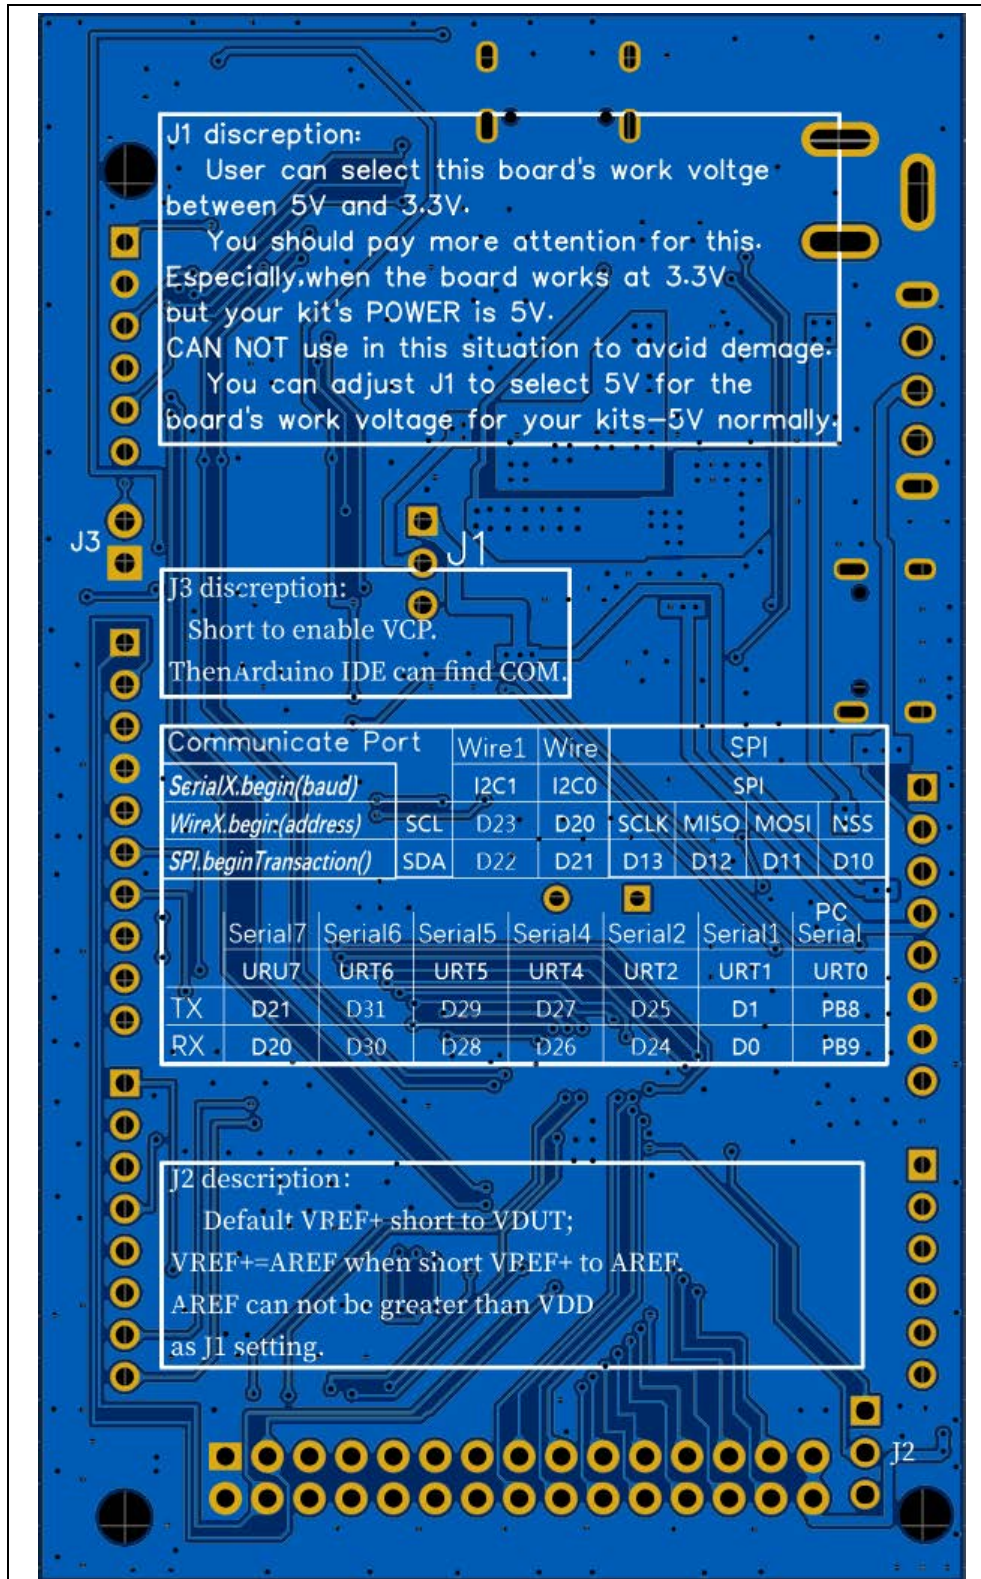 J1 discreption:
User can select this board's work voltge
between 5V and 3.3V.
You should pay more attention for this.
Especially,when the board works at 3.3V
but your kit's POWER is 5V.
CAN NOT use in this situation to avoid demage.
You can adjust J1 to select 5V for the
board's work voltage for your kits-5V normally.
J3
J1
J3 discreption:
Short to enable VCP.
ThenArduino IDE can find COM.
Communicate Port Wire1 Wire SPI
SerialX.begin(baud) I2C1 I2C0 SPI
WireX.begin(address) SCL D23 D20 SCLK MISO MOSI NSS
SPI.beginTransaction() SDA D22 D21 D13 D12 D11 D10
PC
Serial7 Serial6 Serial5 Serial4 Serial2 Serial1 Serial
URU7 URT6 URT5 URT4 URT2 URT1 URT0
TX D21 D31 D29 D27 D25 D1 PB8
RX D20 D30 D28 D26 D24 D0 PB9
J2 description:
Default VREF+ short to VDUT;
VREF+=AREF when short VREF+ to AREF.
AREF can not be greater than VDD
as J1 setting.
J2